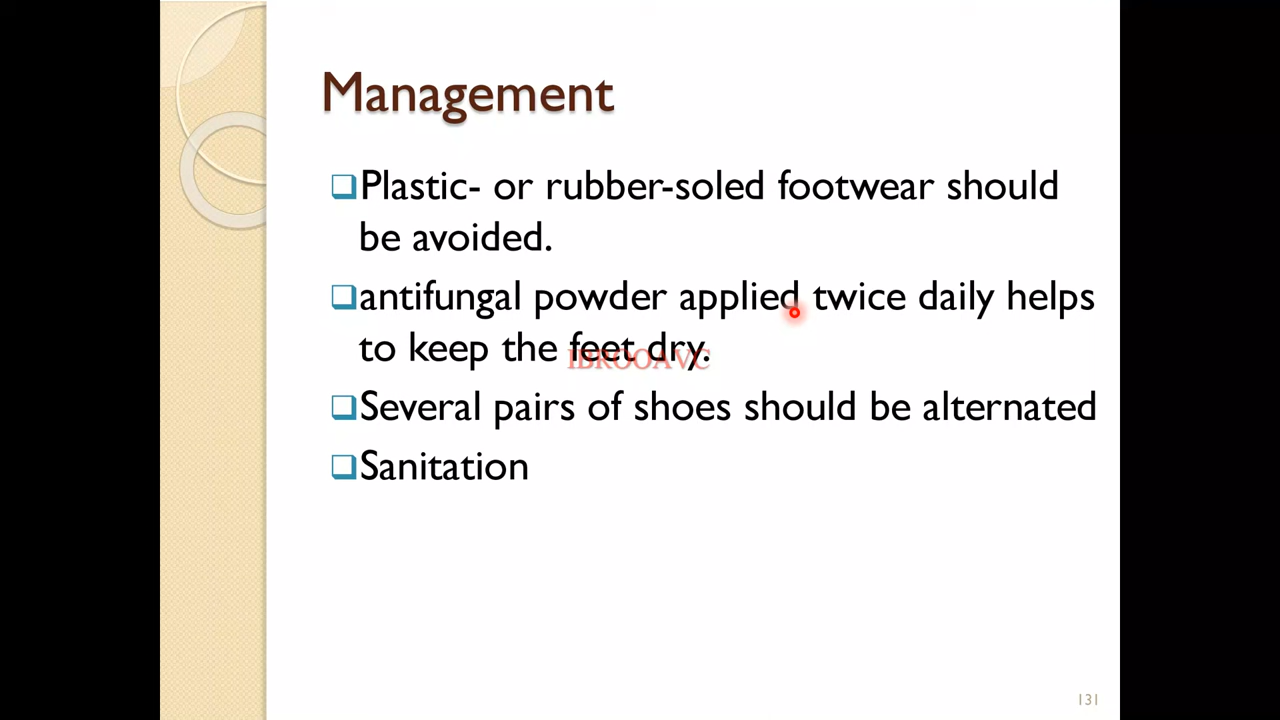 Management
❑Plastic- or rubber-soled footwear should
be avoided.
❑antifungal powder applied twice daily helps
to keep the feet dry.
IBROOAVC
❑Several pairs of shoes should be alternated
❑Sanitation
131